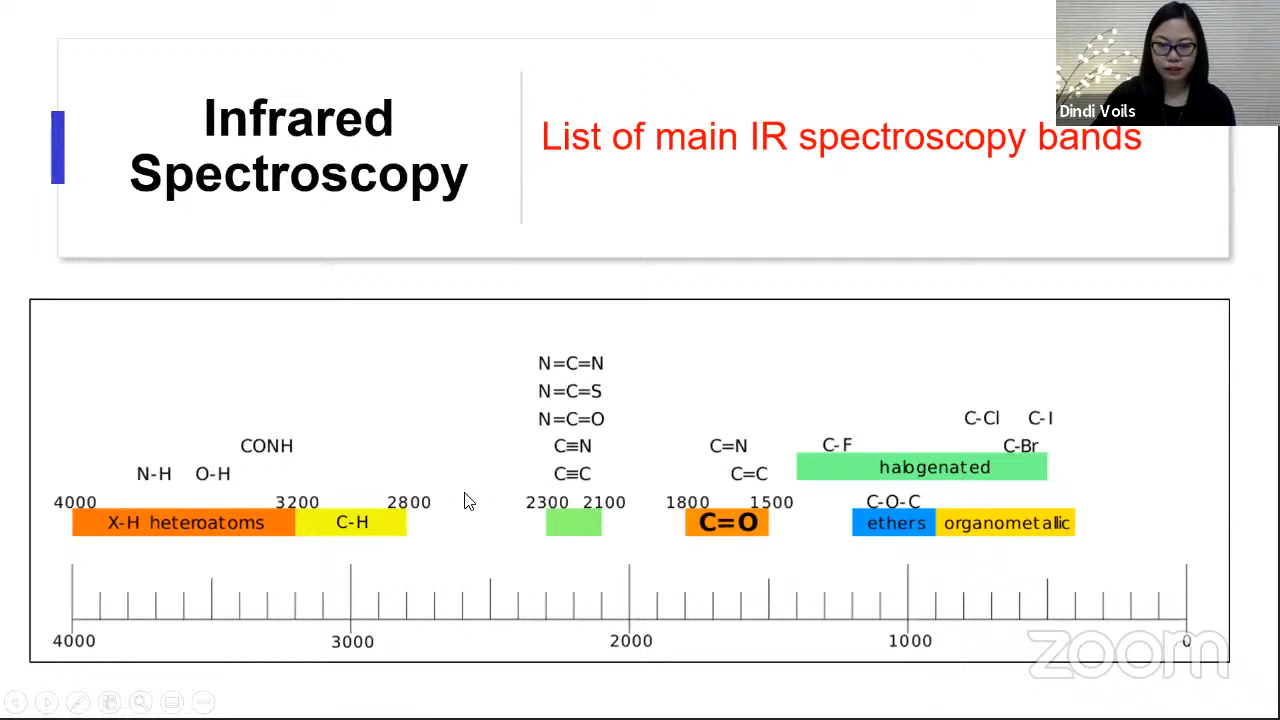 Infrared
Spectroscopy
List of main IR spectroscopy bands
Dindi Voils
N=C=N
N=C=S
N=C=O
C≡N
C≡C
CONH
N-H O-H
C=N
C=C
C-F
C-Cl C-I
C-Br
halogenated
4000 3200 2800 2300 2100 1800 1500 C-O-C
X-H heteroatoms C-H C=O ethers organometallic
4000 3000 2000 1000 0
zoom